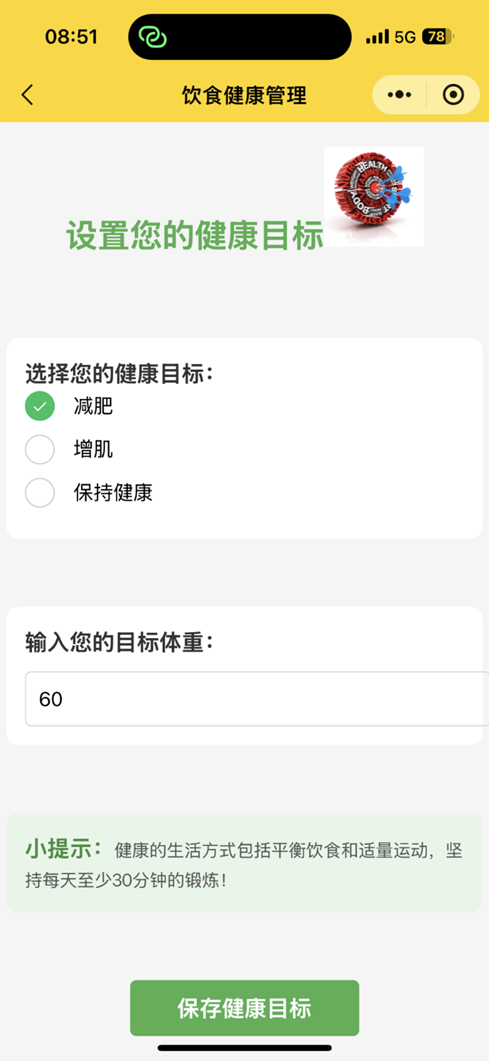 08:51
5G
78
饮食健康管理
HEALTH
BODY
设置您的健康目标
选择您的健康目标：
减肥
增肌
保持健康
输入您的目标体重：
60
小提示：健康的生活方式包括平衡饮食和适量运动，坚
持每天至少30分钟的锻炼！
保存健康目标